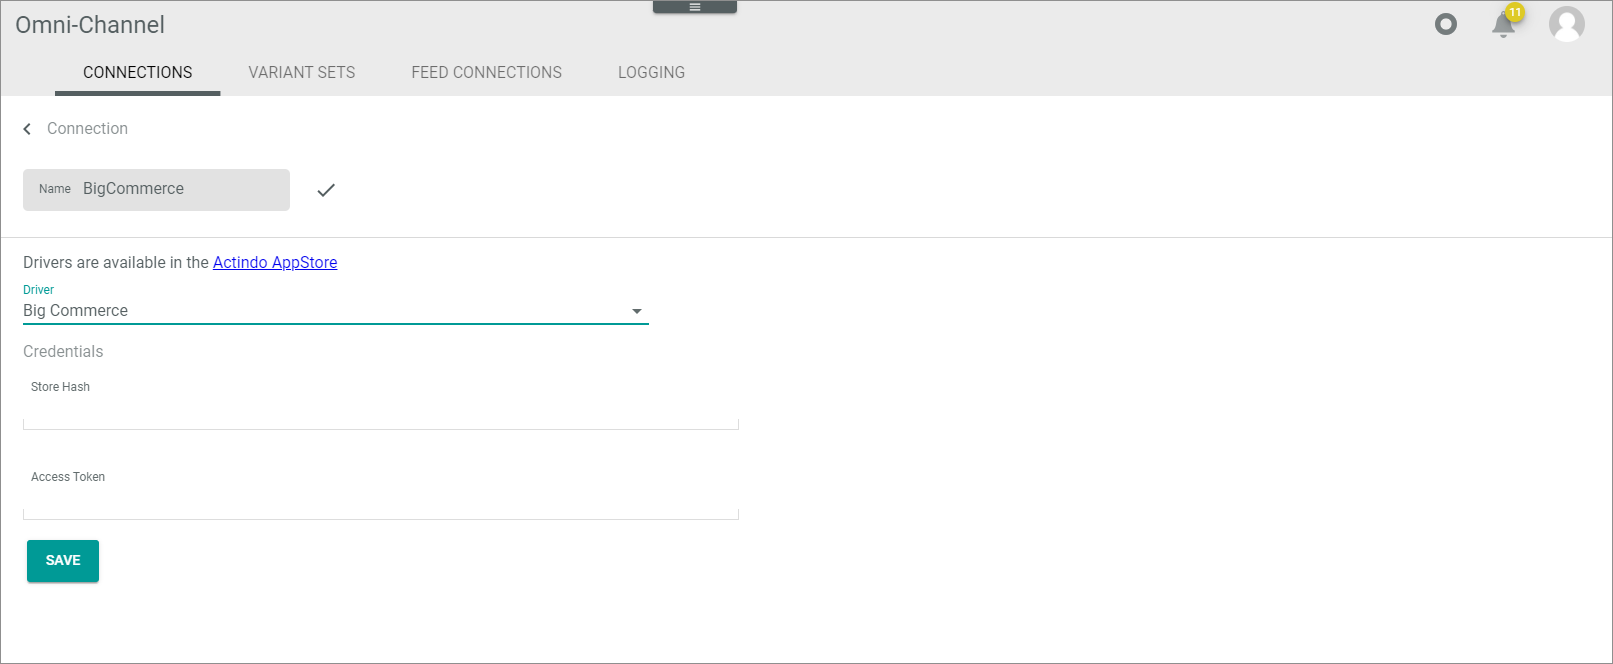 Omni-Channel
11
CONNECTIONS VARIANT SETS FEED CONNECTIONS LOGGING
Connection
Name BigCommerce
Drivers are available in the Actindo AppStore
Driver
Big Commerce
Credentials
Store Hash
Access Token
SAVE